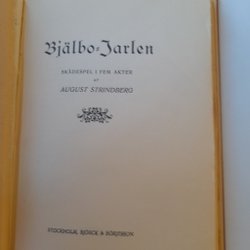 Bjälbo-Jarlen
SKÅDESPEL I FEM AKTER
AF
AUGUST STRINDBERG
STOCKHOLM, BJÖRCK & BÖRJESSON